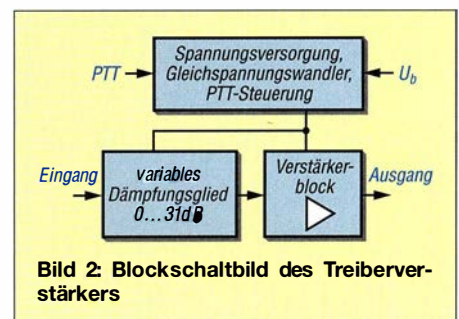 Spannungsversorgung,
PTT Gleichspannungswandler, U_b
PTT-Steuerung
Eingang variables Verstärker- Ausgang
Dämpfungsglied block
0...31dB
Bild 2: Blockschaltbild des Treiberver-
stärkers